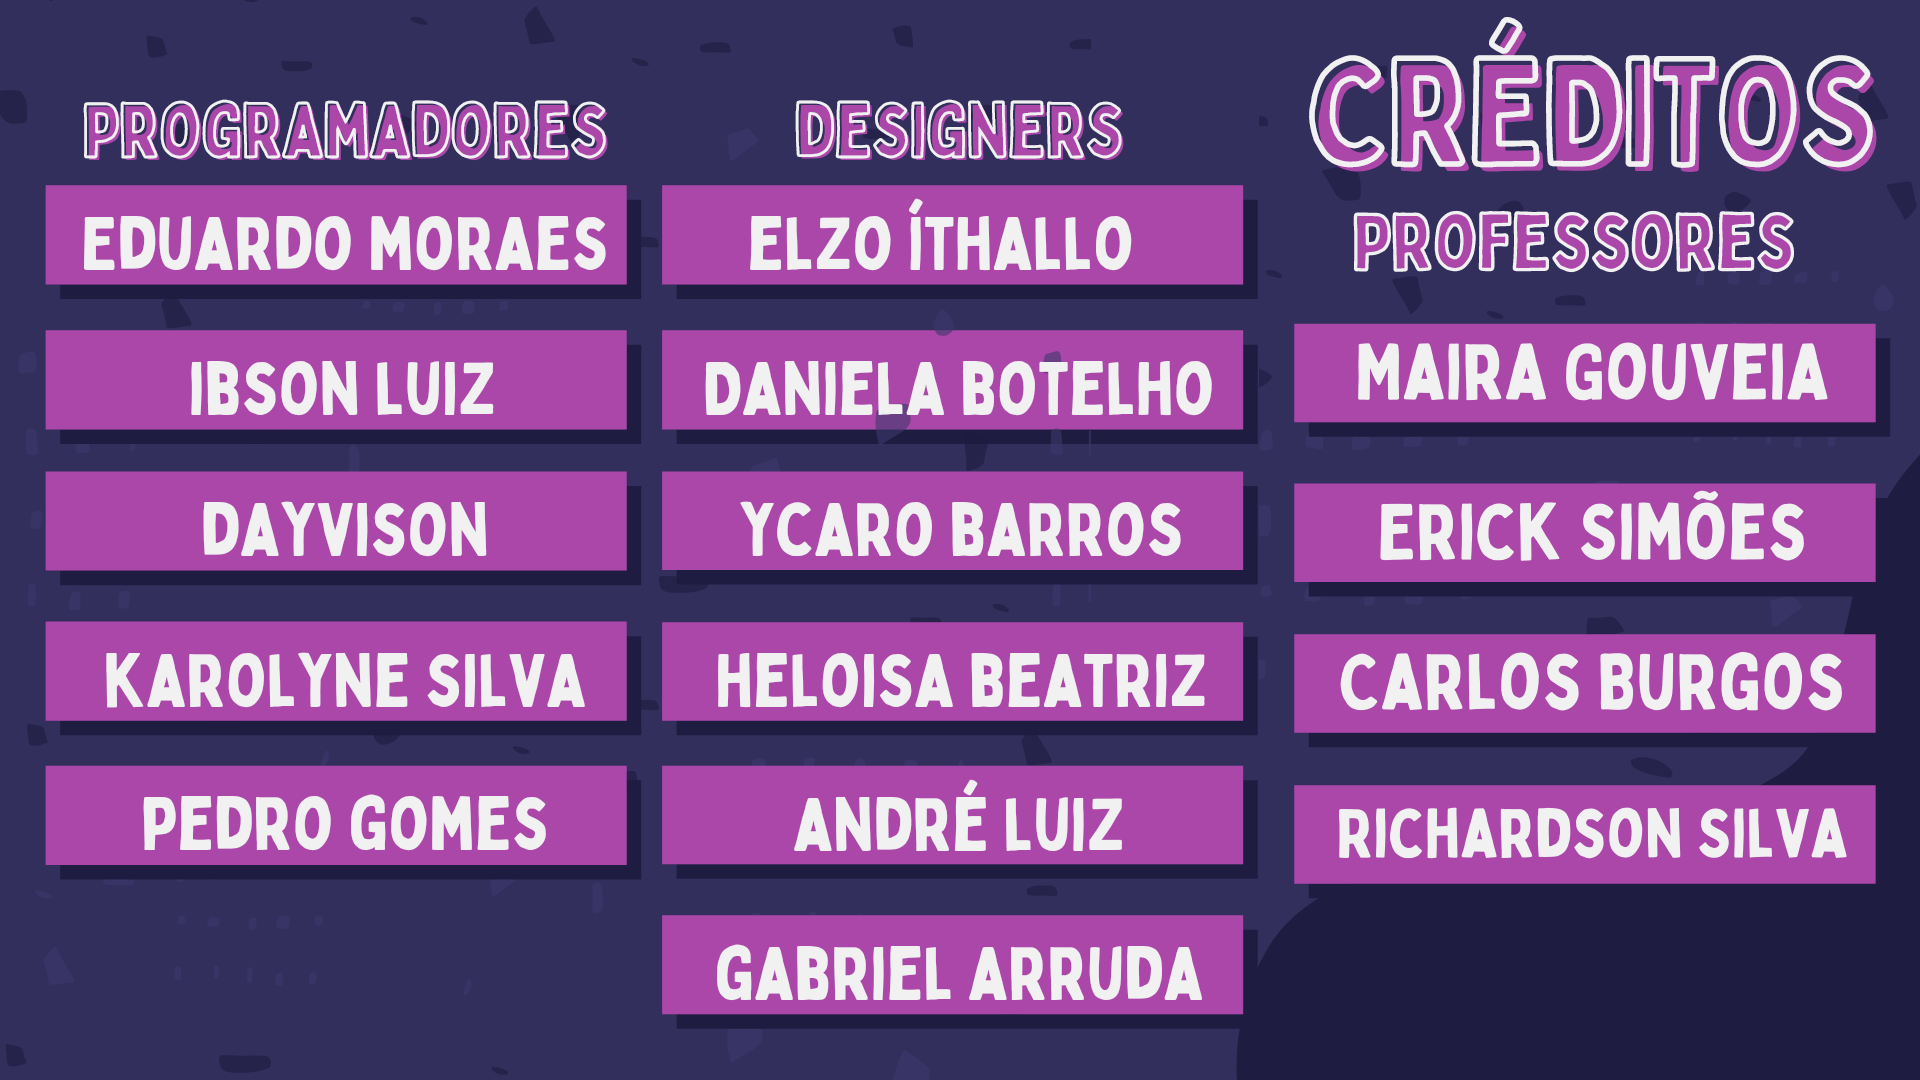 CRÉDITOS
PROGRAMADORES
EDUARDO MORAES
IBSON LUIZ
DAYVISON
KAROLYNE SILVA
PEDRO GOMES
DESIGNERS
ELZO ÍTHALLO
DANIELA BOTELHO
YCARO BARROS
HELOISA BEATRIZ
ANDRÉ LUIZ
GABRIEL ARRUDA
PROFESSORES
MAIRA GOUVEIA
ERICK SIMÕES
CARLOS BURGOS
RICHARDSON SILVA